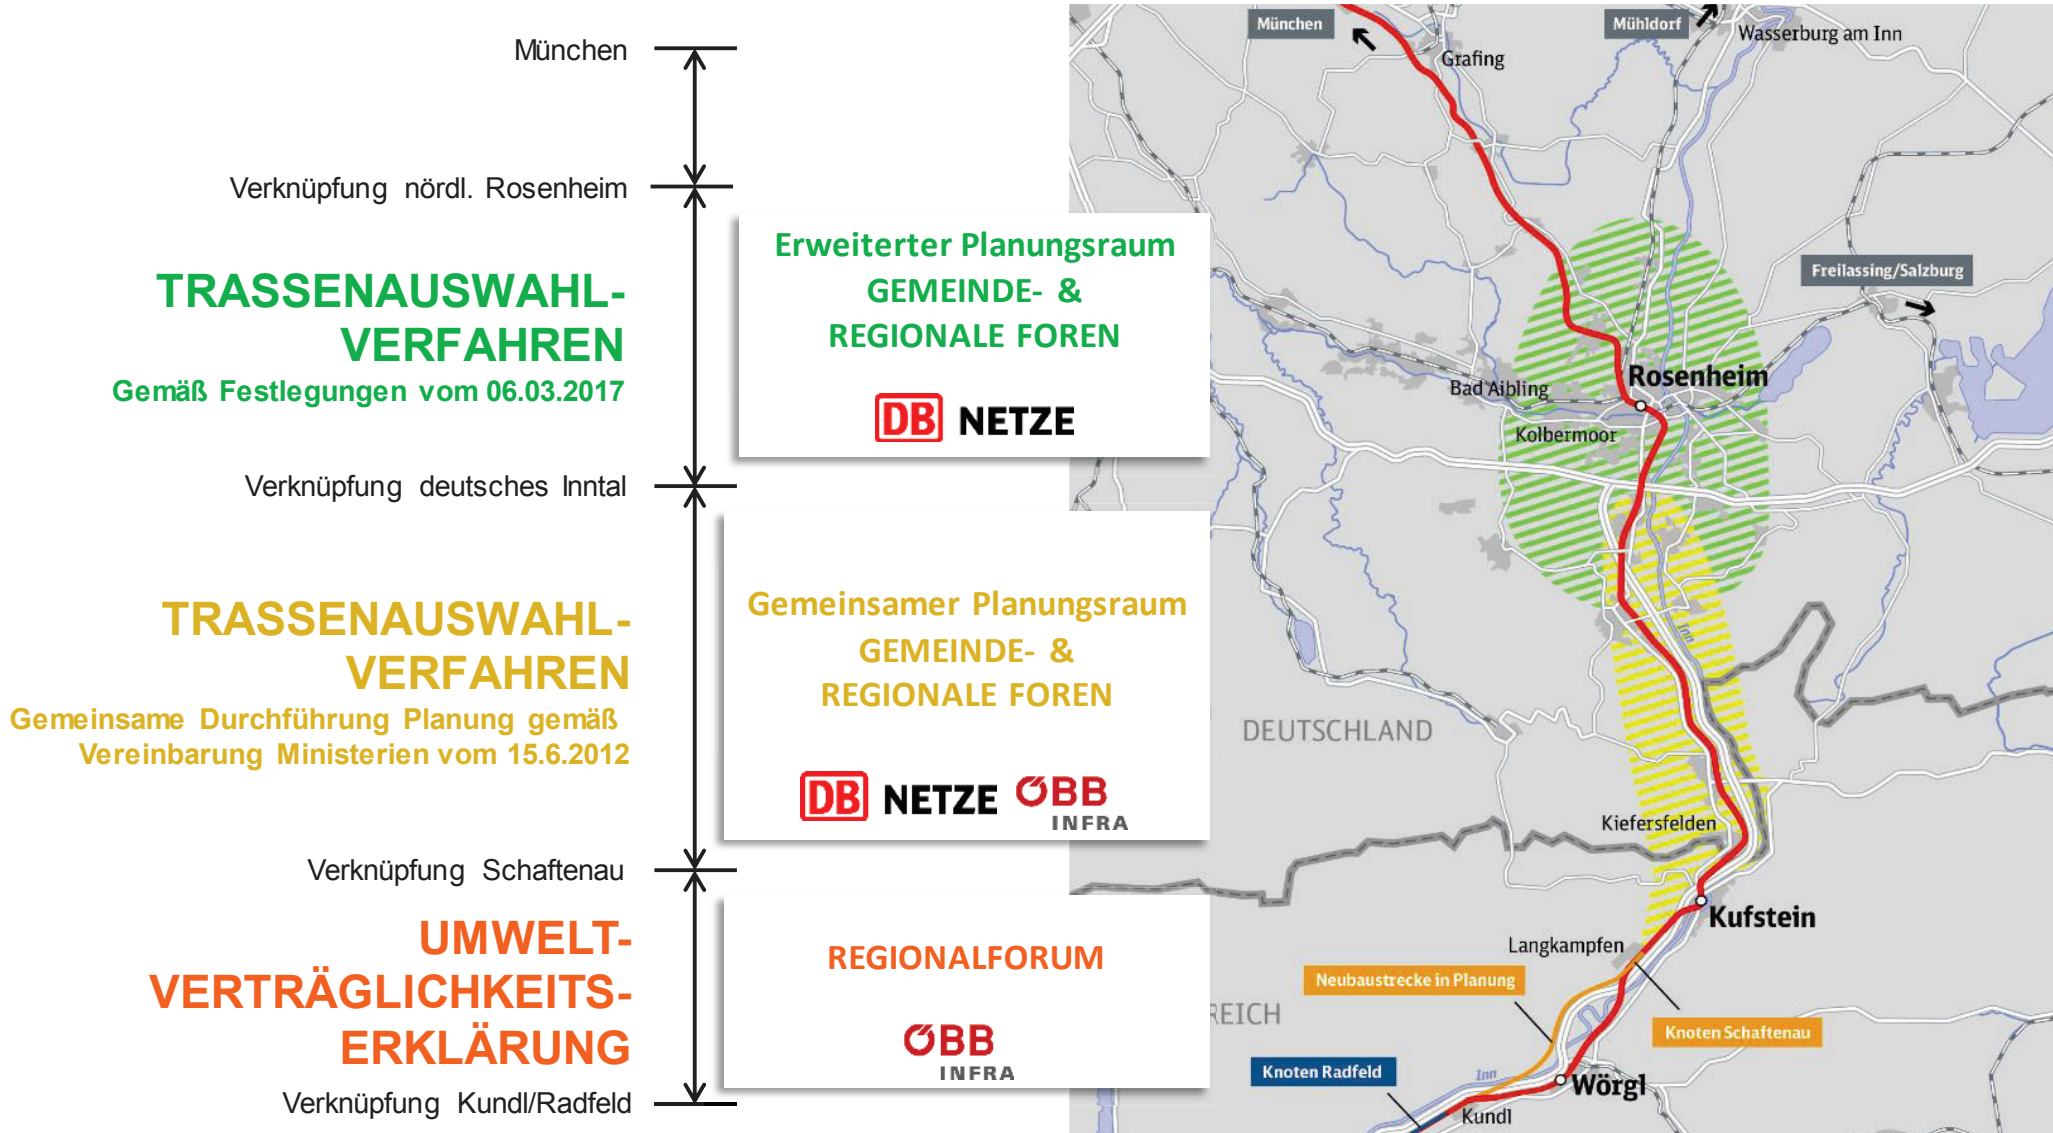 München
Verknüpfung nördl. Rosenheim
TRASSENAUSWAHL-
VERFAHREN
Gemäß Festlegungen vom 06.03.2017
Verknüpfung deutsches Inntal
TRASSENAUSWAHL-
VERFAHREN
Gemeinsame Durchführung Planung gemäß
Vereinbarung Ministerien vom 15.6.2012
Verknüpfung Schaftenau
UMWELT-
VERTRÄGLICHKEITS-
ERKLÄRUNG
Verknüpfung Kundl/Radfeld
Erweiterter Planungsraum
GEMEINDE- &
REGIONALE FOREN
DB NETZE
Gemeinsamer Planungsraum
GEMEINDE- &
REGIONALE FOREN
DB NETZE ÖBB
INFRA
REGIONALFORUM
ÖBB
INFRA
München
Mühldorf
Wasserburg am Inn
Grafing
Freilassing/Salzburg
Rosenheim
Bad Aibling
Kolbermoor
Inn
DEUTSCHLAND
Kiefersfelden
Kufstein
Langkampfen
Neubaustrecke in Planung
REICH
Knoten Schaftenau
Knoten Radfeld
Inn
Wörgl
Kundl